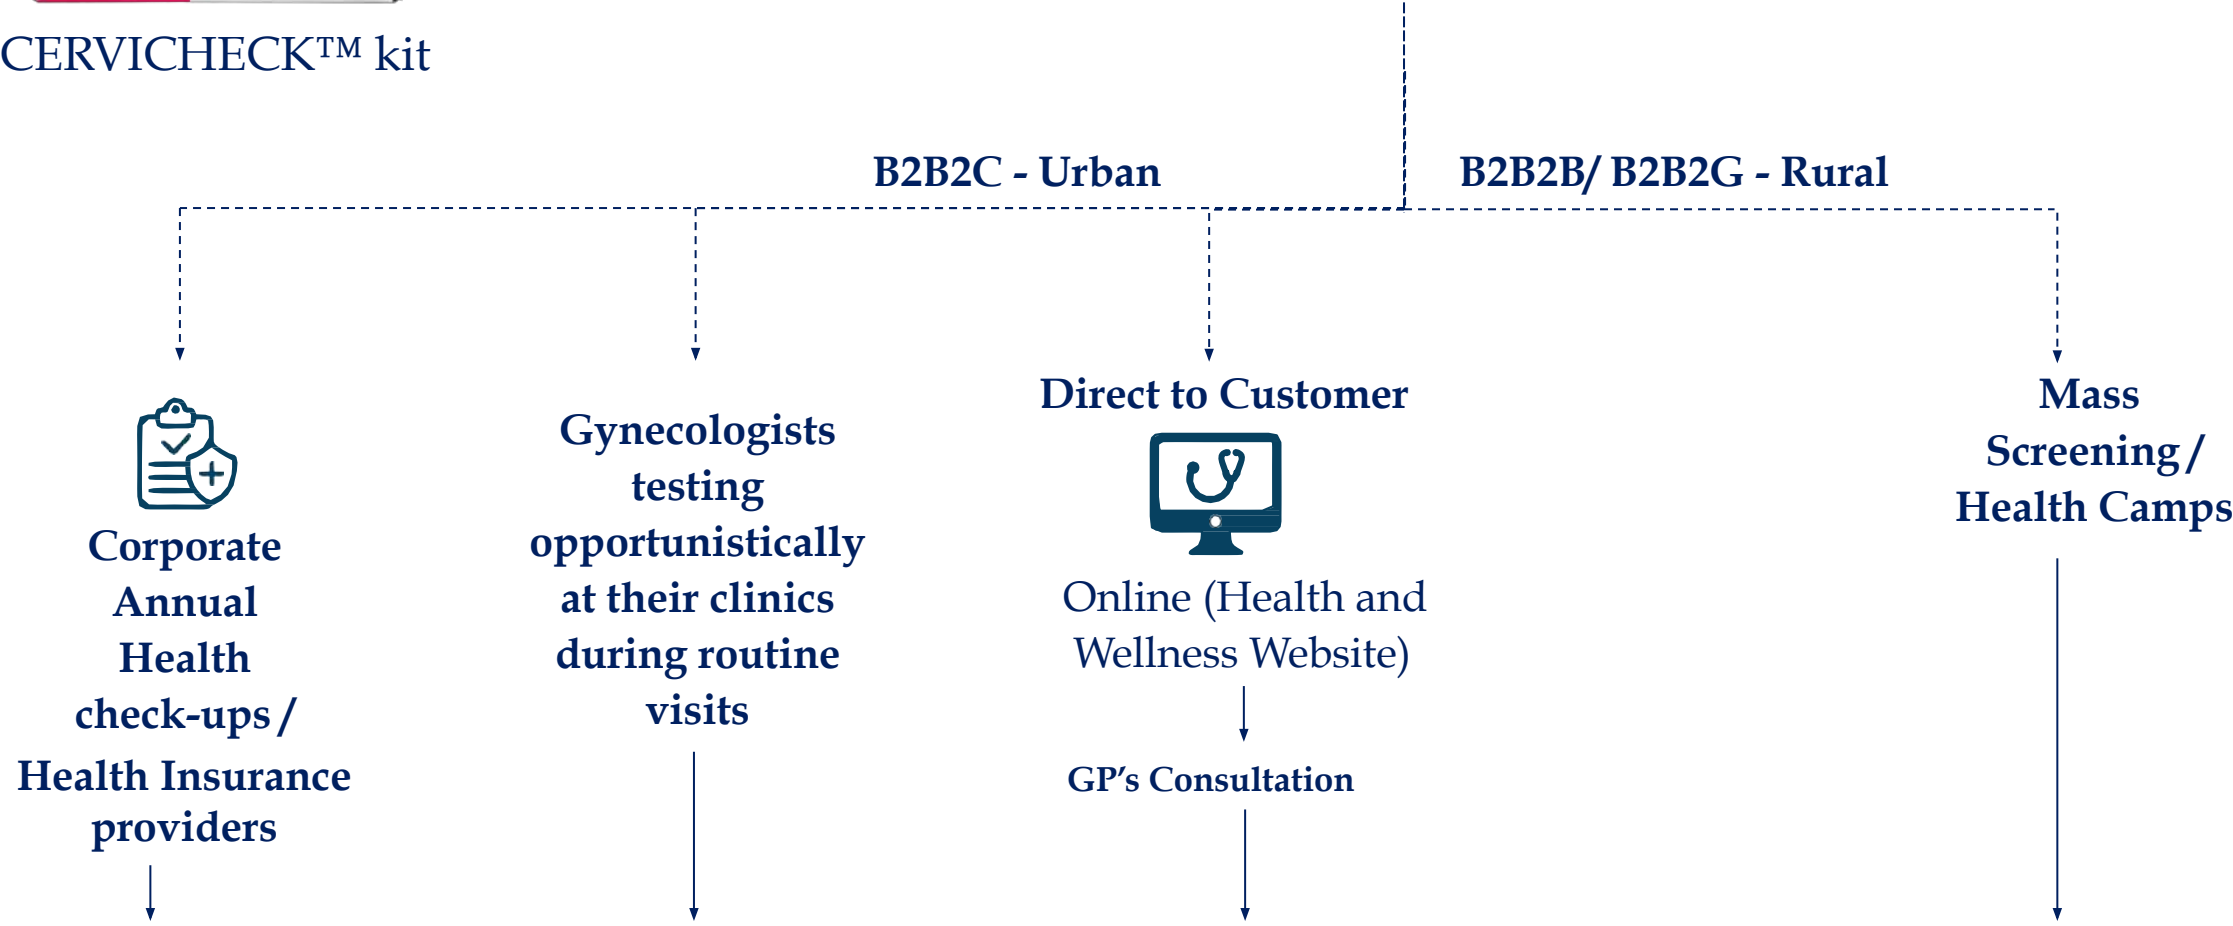 CERVICHECK™ kit
B2B2C - Urban
B2B2B/ B2B2G - Rural
Corporate
Annual
Health
check-ups /
Health Insurance
providers
Gynecologists
testing
opportunistically
at their clinics
during routine
visits
Direct to Customer
Online (Health and
Wellness Website)
GP’s Consultation
Mass
Screening /
Health Camps